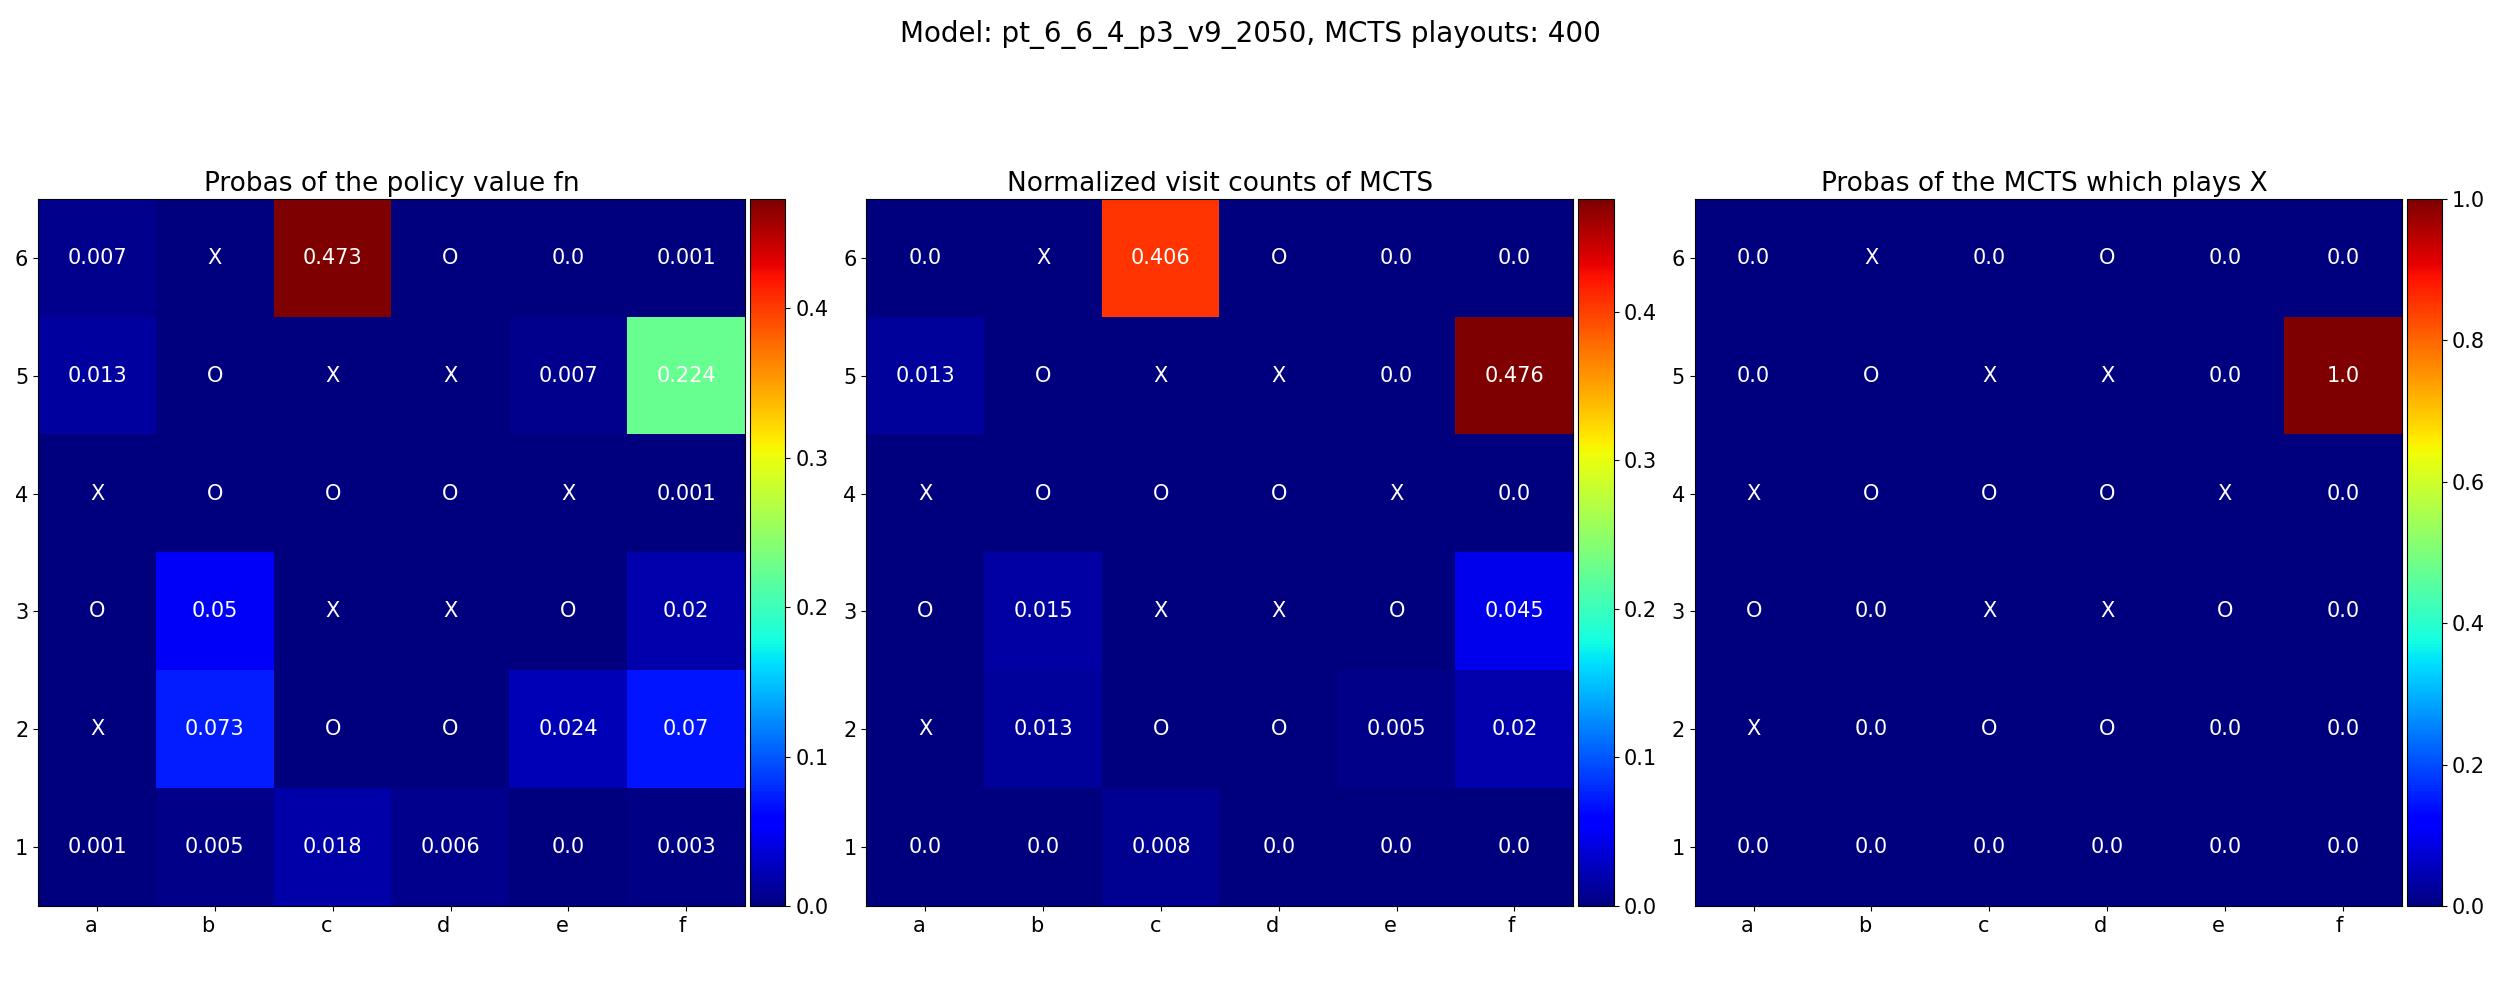 Model: pt_6_6_4_p3_v9_2050, MCTS playouts: 400
Probas of the policy value fn
6 0.007 X 0.473 O 0.0 0.001
5 0.013 O X X 0.007 0.224
4 X O O O X 0.001
3 O 0.05 X X O 0.02
2 X 0.073 O O 0.024 0.07
1 0.001 0.005 0.018 0.006 0.0 0.003
a b c d e f
0.4
0.3
0.2
0.1
0.0
Normalized visit counts of MCTS
6 0.0 X 0.406 O 0.0 0.0
5 0.013 O X X 0.0 0.476
4 X O O O X 0.0
3 O 0.015 X X O 0.045
2 X 0.013 O O 0.005 0.02
1 0.0 0.0 0.008 0.0 0.0 0.0
a b c d e f
0.4
0.3
0.2
0.1
0.0
Probas of the MCTS which plays X
6 0.0 X 0.0 O 0.0 0.0
5 0.0 O X X 0.0 1.0
4 X O O O X 0.0
3 O 0.0 X X O 0.0
2 X 0.0 O O 0.0 0.0
1 0.0 0.0 0.0 0.0 0.0 0.0
a b c d e f
1.0
0.8
0.6
0.4
0.2
0.0